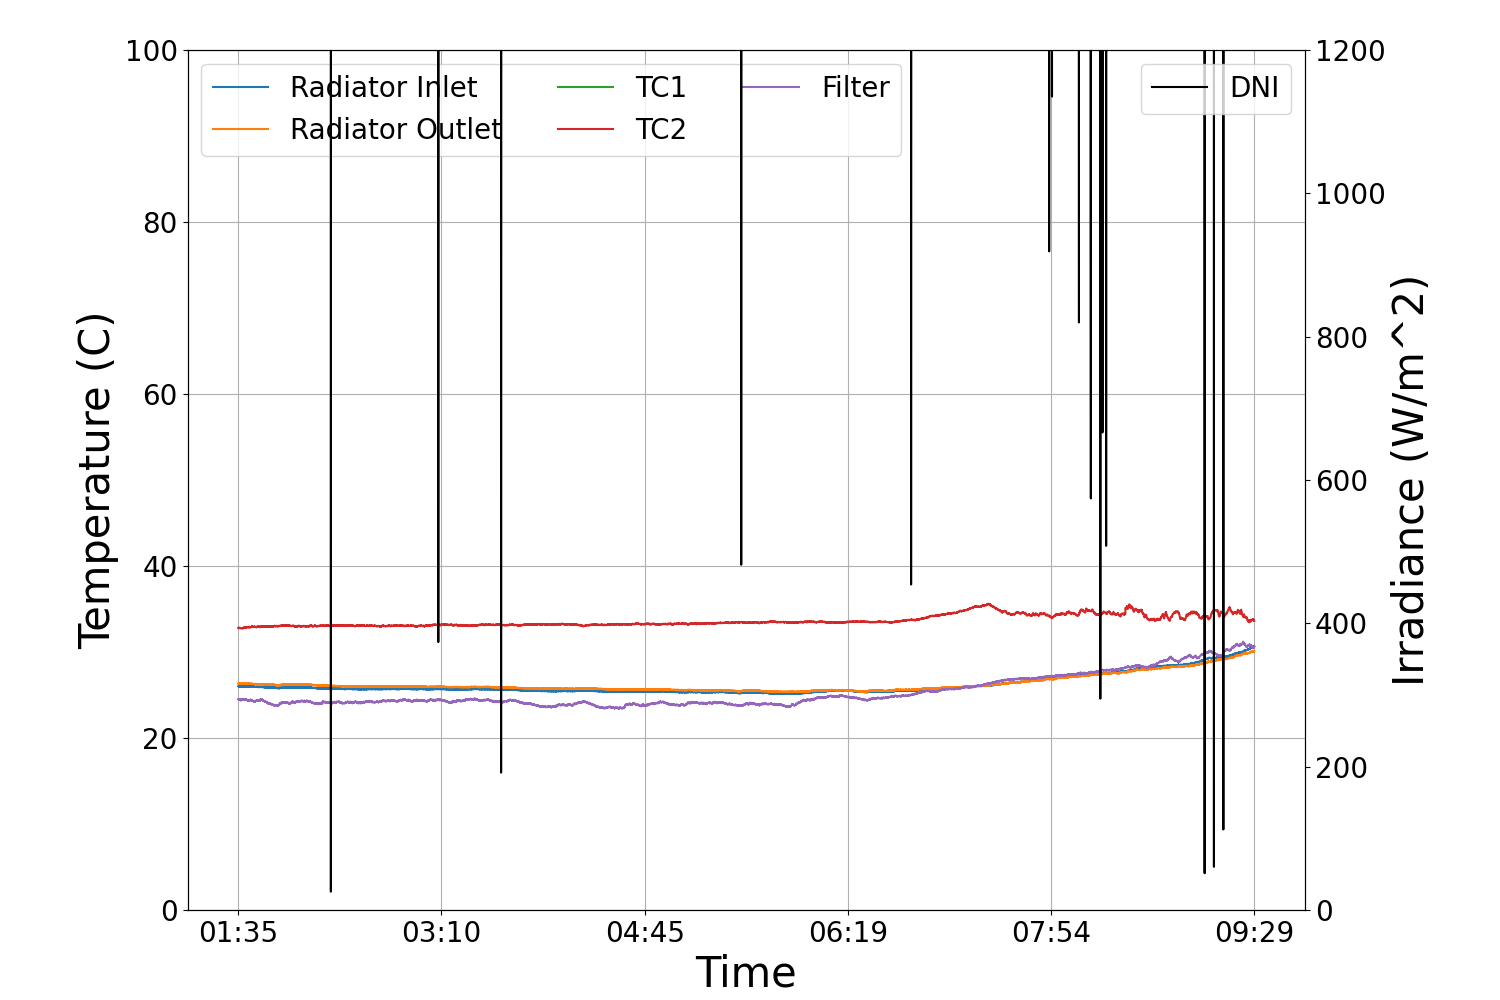 100
80
60
40
20
0
Temperature (C)
Radiator Inlet
Radiator Outlet
TC1
TC2
Filter
DNI
1200
1000
800
600
400
200
0
Irradiance (W/m^2)
01:35 03:10 04:45 06:19 07:54 09:29
Time